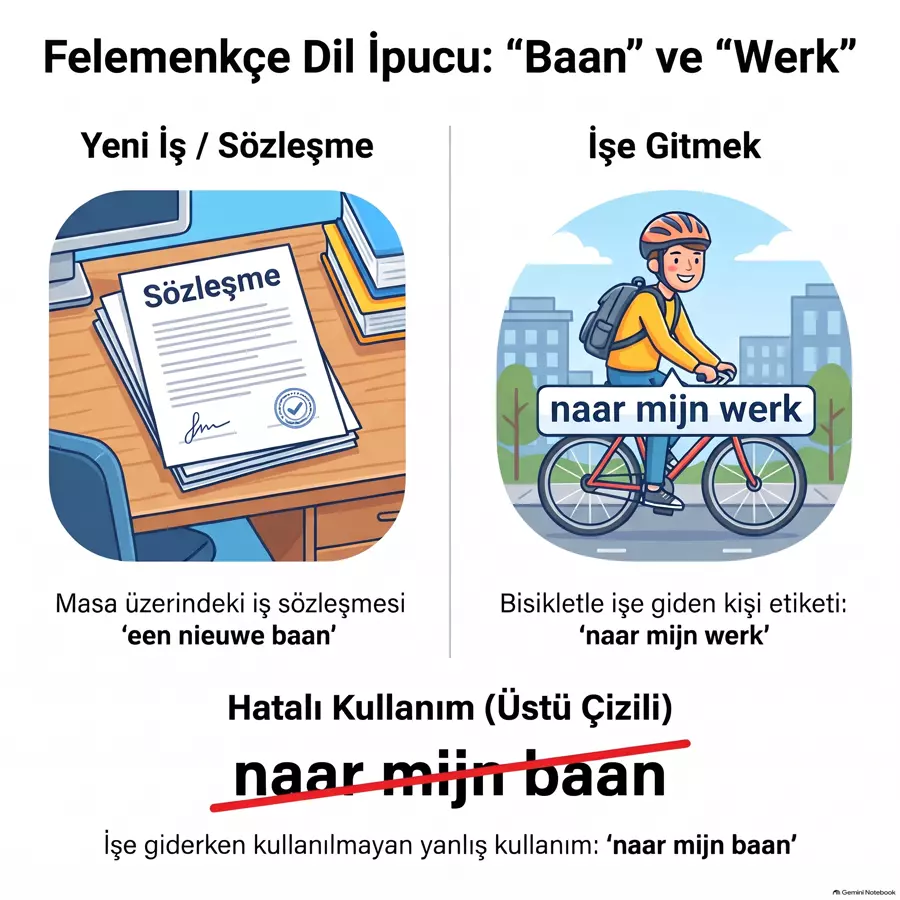 Felemenkçe Dil İpucu: “Baan” ve “Werk”
Yeni İş / Sözleşme
Sözleşme
Masa üzerindeki iş sözleşmesi
‘een nieuwe baan’
İşe Gitmek
naar mijn werk
Bisikletle işe giden kişi etiketi:
‘naar mijn werk’
Hatalı Kullanım (Üstü Çizili)
naar mijn baan
İşe giderken kullanılmayan yanlış kullanım: ‘naar mijn baan’
Gemini Notebook